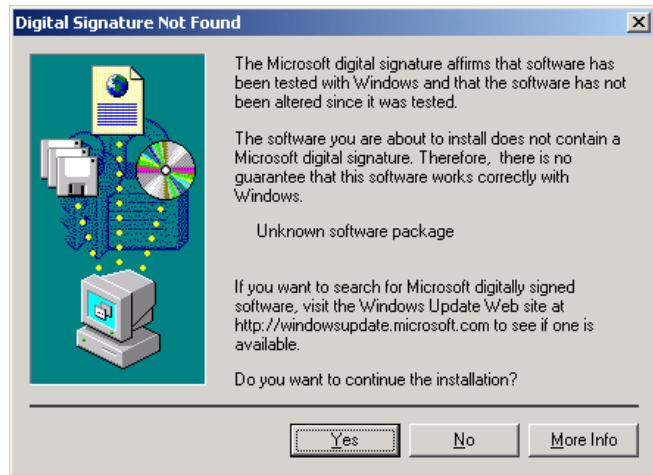 Digital Signature Not Found
The Microsoft digital signature affirms that software has
been tested with Windows and that the software has not
been altered since it was tested.
The software you are about to install does not contain a
Microsoft digital signature. Therefore,  there is no
guarantee that this software works correctly with
Windows.
Unknown software package
If you want to search for Microsoft digitally signed
software, visit the Windows Update Web site at
http://windowsupdate.microsoft.com to see if one is
available.
Do you want to continue the installation?
Yes No More Info